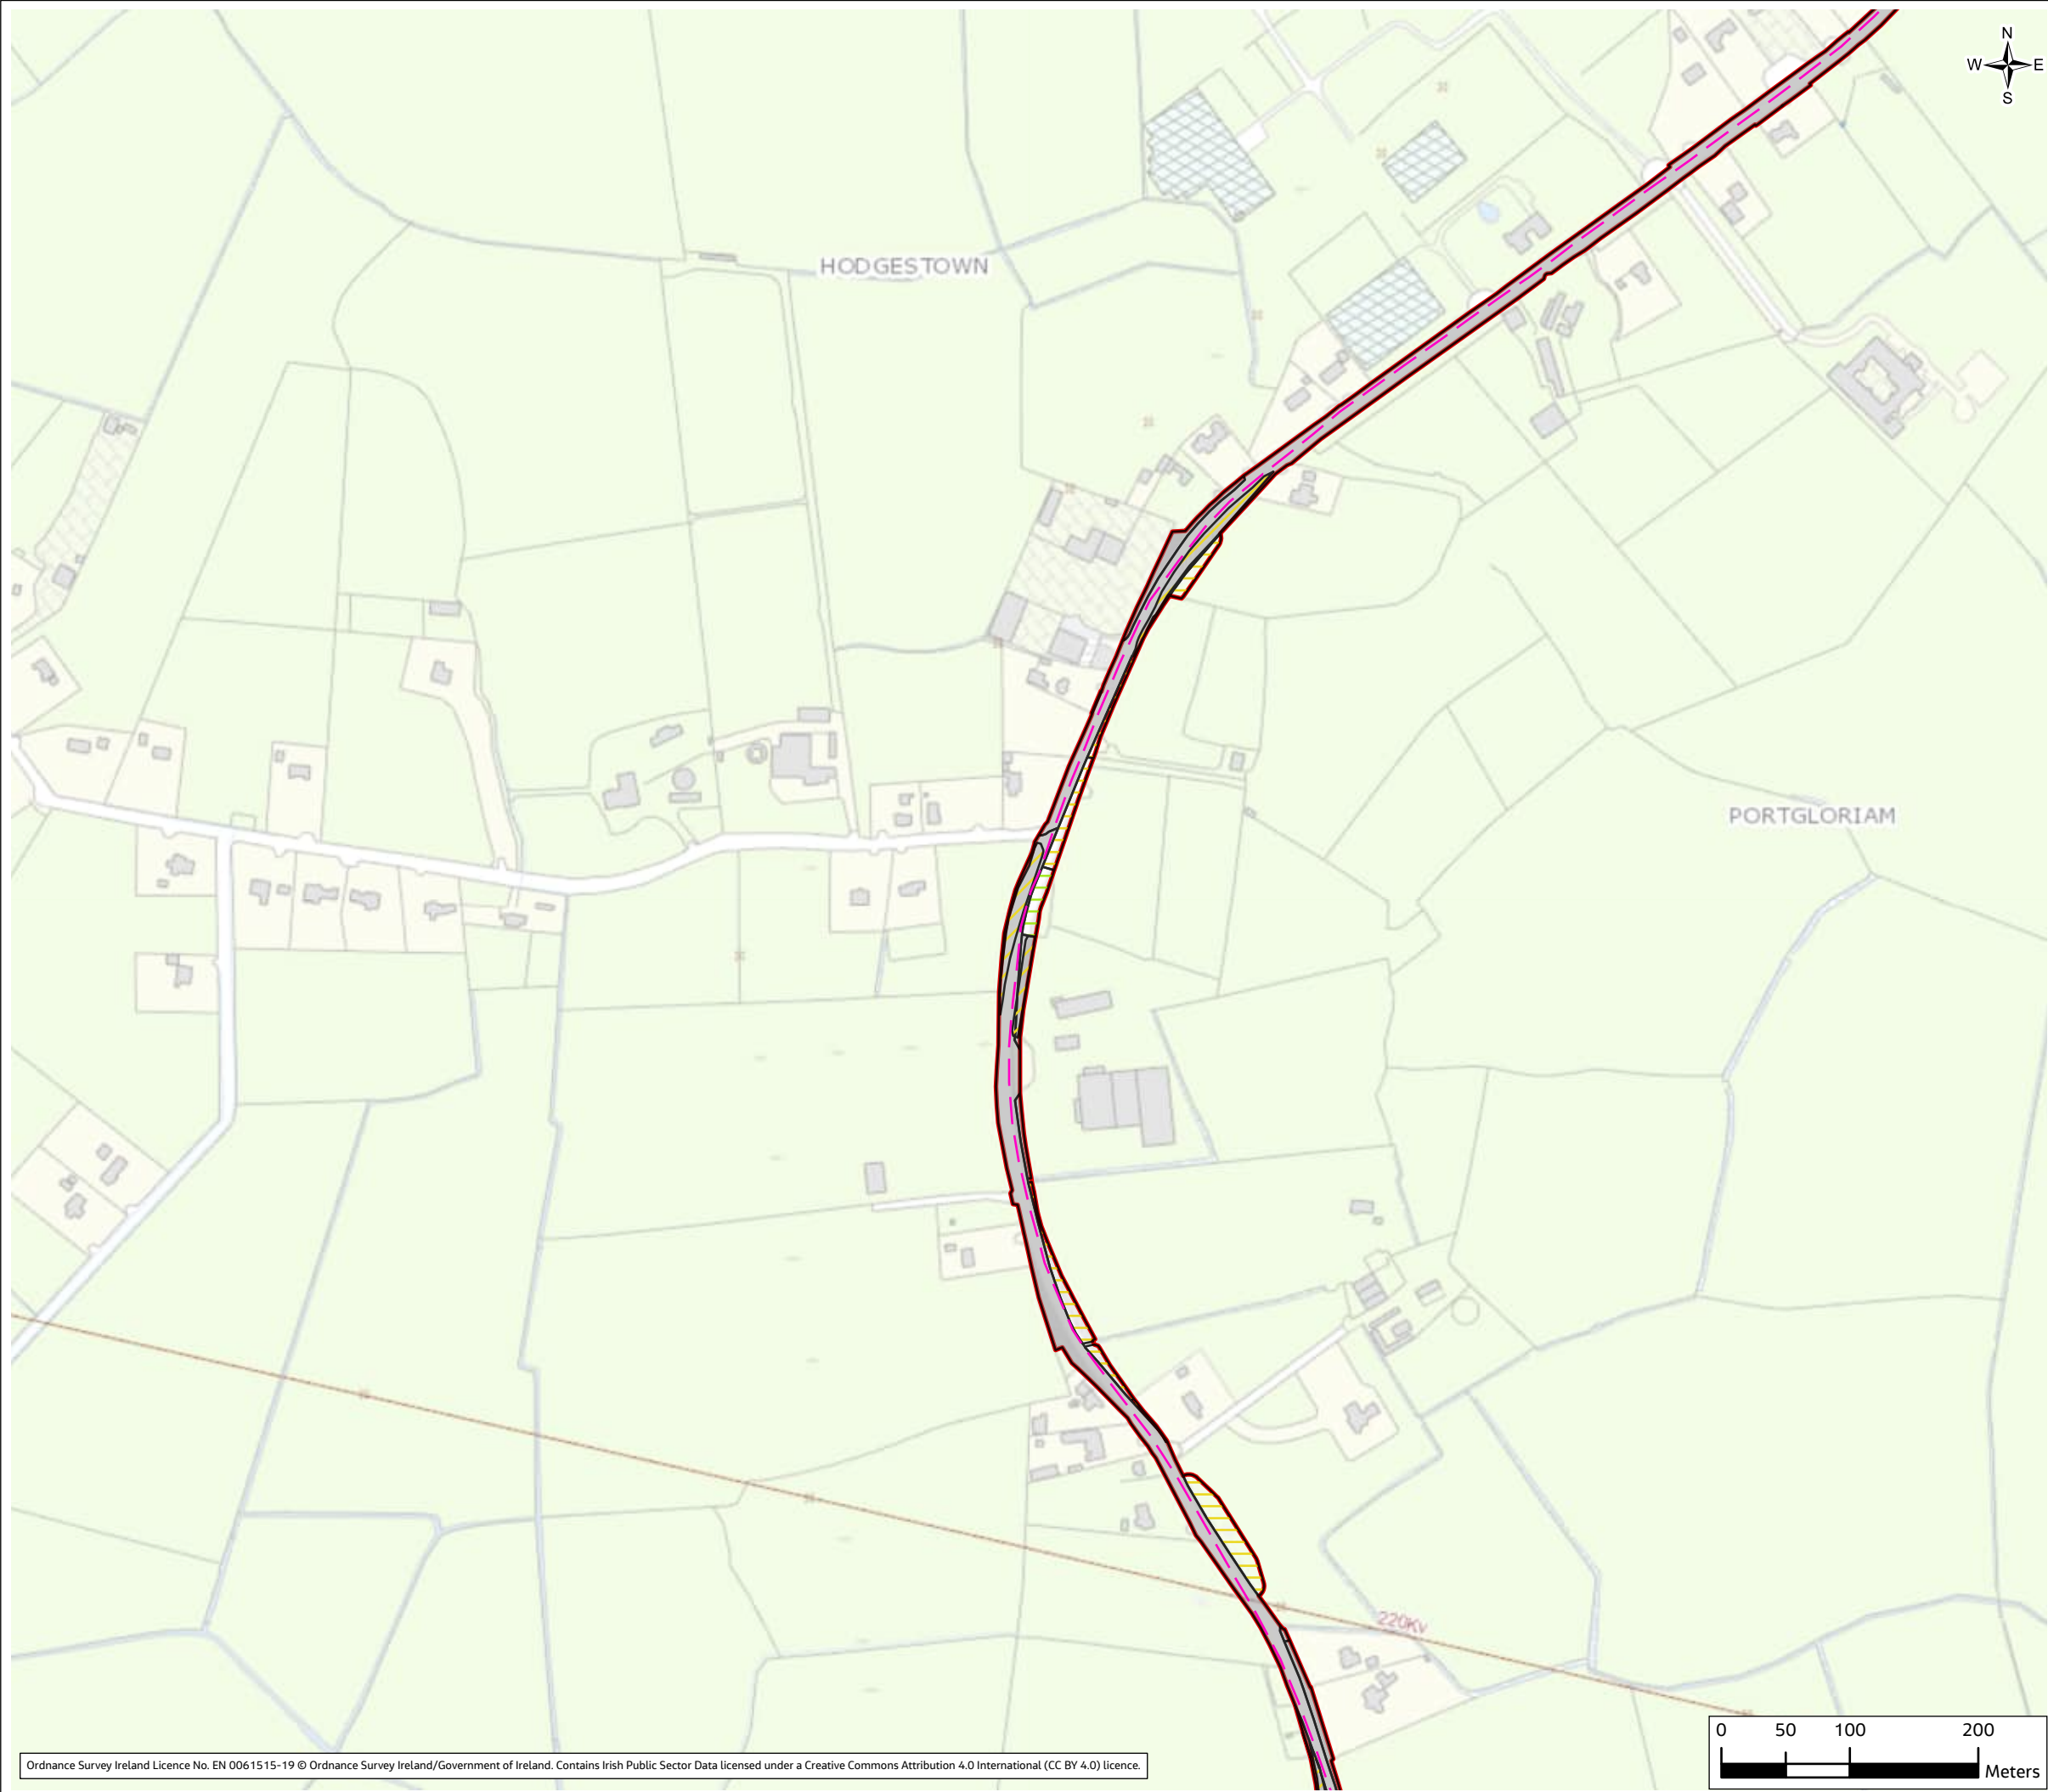 N
W E
S
HODGESTOWN
PORTGLORIAM
220Kv
0 50 100 200
Meters
Ordnance Survey Ireland Licence No. EN 0061515-19 © Ordnance Survey Ireland/Government of Ireland. Contains Irish Public Sector Data licensed under a Creative Commons Attribution 4.0 International (CC BY 4.0) licence.